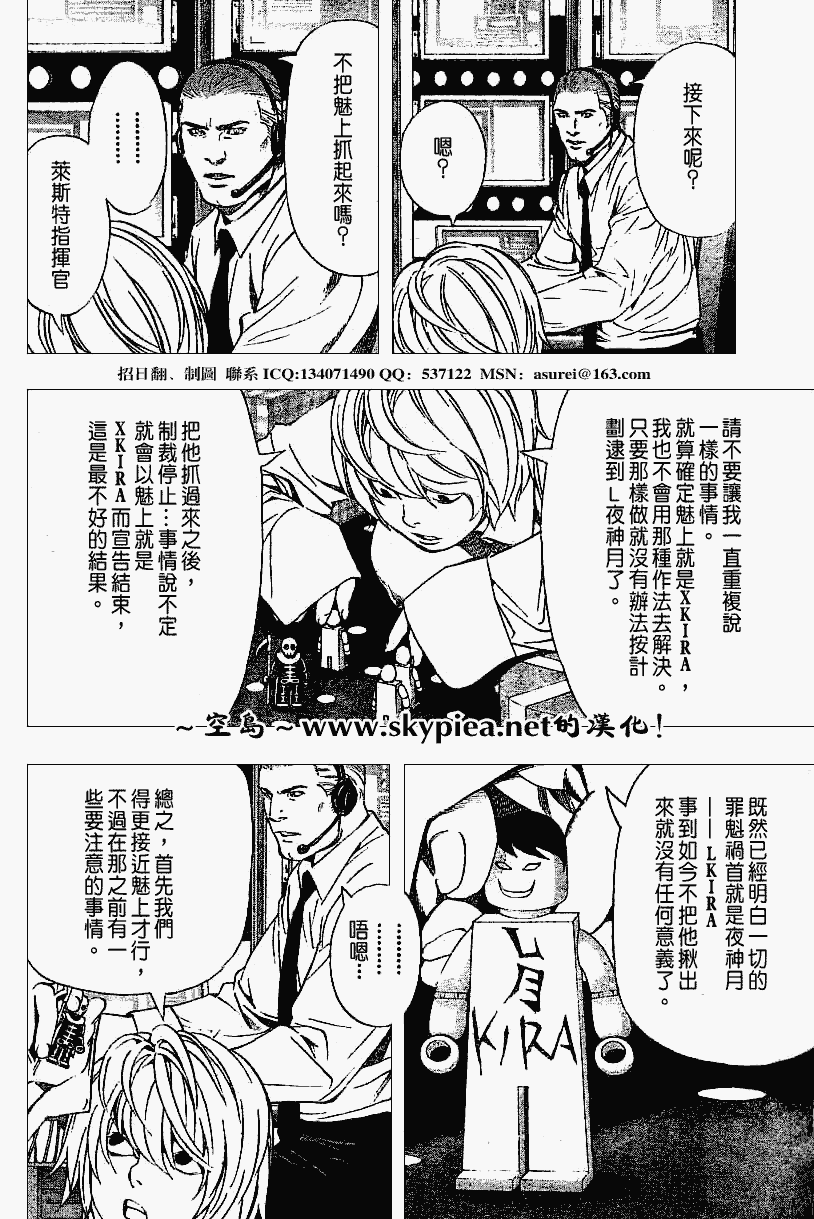 接下來呢?
嗯?
不把魅上抓起來嗎?
………
萊斯特指揮官
招日翻、制圖 聯系ICQ:134071490 QQ：537122 MSN：asurei@163.com
請不要讓我一直重複說
一樣的事情。
就算確定魅上就是XKIRA，
我也不會用那種作法去解決。
只要那樣做就沒有辦法按計
劃逮到L夜神月了。
把他抓過來之後，
制裁停止…事情說不定
就會以魅上就是
XKIRA而宣告結束，
這是最不好的結果。
~空島~www.skypiea.net的漢化!
既然已經明白一切的
罪魁禍首就是夜神月
——LKIRA
事到如今不把他揪出
來就沒有任何意義了。
L
月
KIRA
………
唔嗯…
總之，首先我們
得更接近魅上才行，
不過在那之前有一
些要注意的事情。